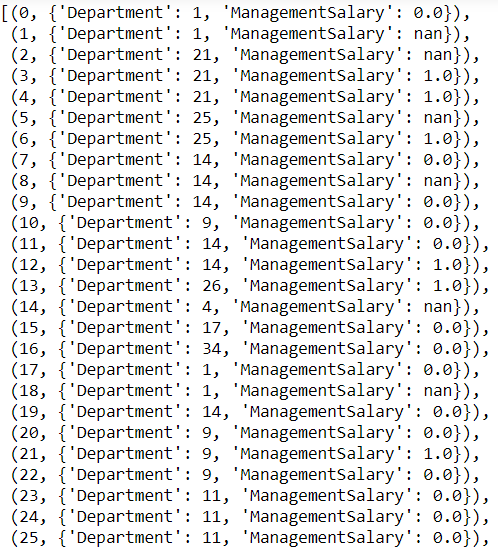 [(0, {'Department': 1, 'ManagementSalary': 0.0}),
(1, {'Department': 1, 'ManagementSalary': nan}),
(2, {'Department': 21, 'ManagementSalary': nan}),
(3, {'Department': 21, 'ManagementSalary': 1.0}),
(4, {'Department': 21, 'ManagementSalary': 1.0}),
(5, {'Department': 25, 'ManagementSalary': nan}),
(6, {'Department': 25, 'ManagementSalary': 1.0}),
(7, {'Department': 14, 'ManagementSalary': 0.0}),
(8, {'Department': 14, 'ManagementSalary': nan}),
(9, {'Department': 14, 'ManagementSalary': 0.0}),
(10, {'Department': 9, 'ManagementSalary': 0.0}),
(11, {'Department': 14, 'ManagementSalary': 0.0}),
(12, {'Department': 14, 'ManagementSalary': 1.0}),
(13, {'Department': 26, 'ManagementSalary': 1.0}),
(14, {'Department': 4, 'ManagementSalary': nan}),
(15, {'Department': 17, 'ManagementSalary': 0.0}),
(16, {'Department': 34, 'ManagementSalary': 0.0}),
(17, {'Department': 1, 'ManagementSalary': 0.0}),
(18, {'Department': 1, 'ManagementSalary': nan}),
(19, {'Department': 14, 'ManagementSalary': 0.0}),
(20, {'Department': 9, 'ManagementSalary': 0.0}),
(21, {'Department': 9, 'ManagementSalary': 1.0}),
(22, {'Department': 9, 'ManagementSalary': 0.0}),
(23, {'Department': 11, 'ManagementSalary': 0.0}),
(24, {'Department': 11, 'ManagementSalary': 0.0}),
(25, {'Department': 11, 'ManagementSalary': 0.0}),